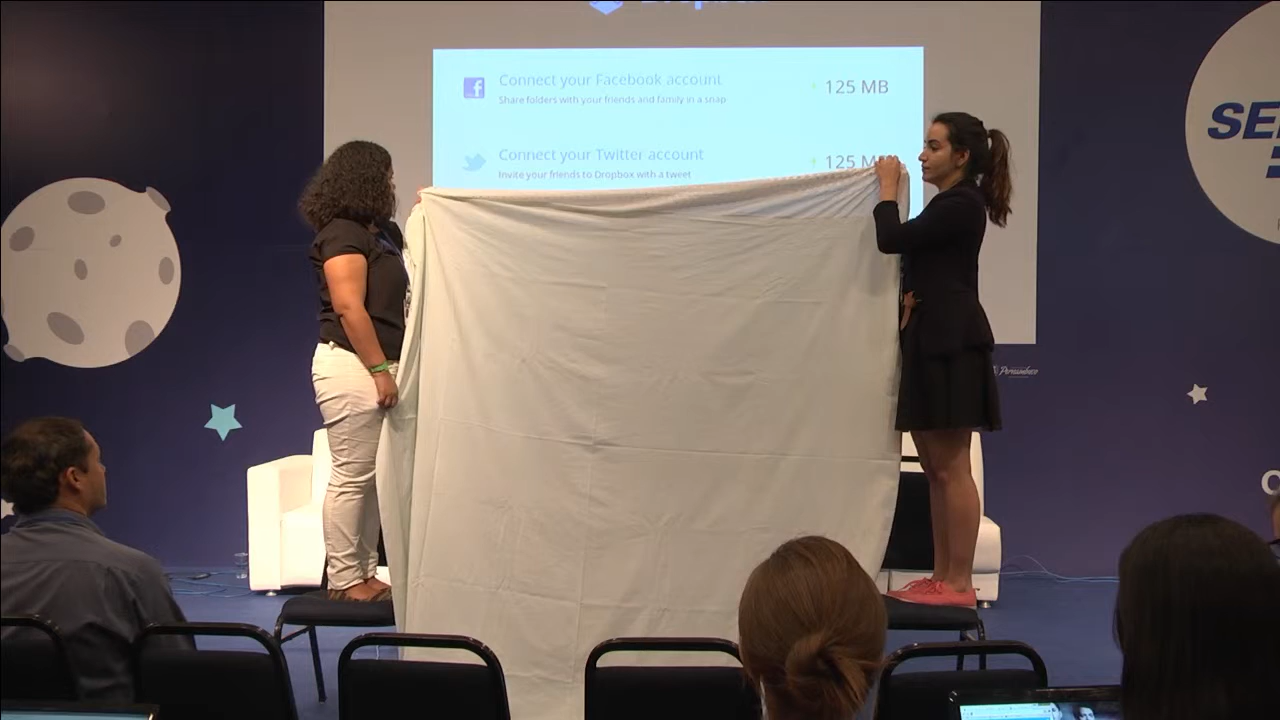 Connect your Facebook account
Share folders with your friends and family in a snap
125 MB
Connect your Twitter account
Invite your friends to Dropbox with a tweet
125
Pernambuco